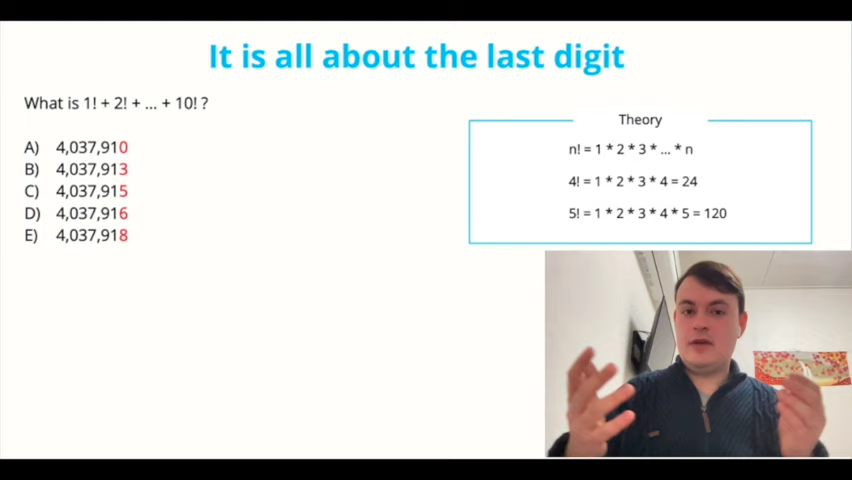 It is all about the last digit
What is 1! + 2! + ... + 10! ?
A) 4,037,910
B) 4,037,913
C) 4,037,915
D) 4,037,916
E) 4,037,918
Theory
n! = 1 * 2 * 3 * ... * n
4! = 1 * 2 * 3 * 4 = 24
5! = 1 * 2 * 3 * 4 * 5 = 120